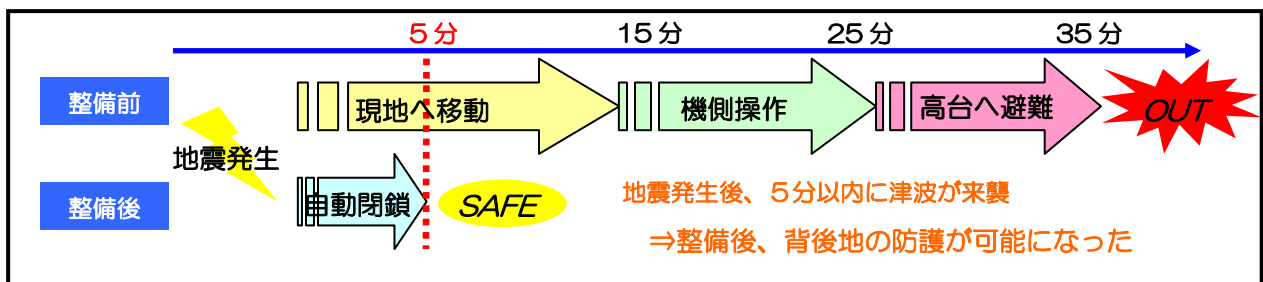 ５分 15分 25分 35分
整備前
現地へ移動 機側操作 高台へ避難 OUT
地震発生
整備後
自動閉鎖 SAFE
地震発生後、５分以内に津波が来襲
⇒整備後、背後地の防護が可能になった